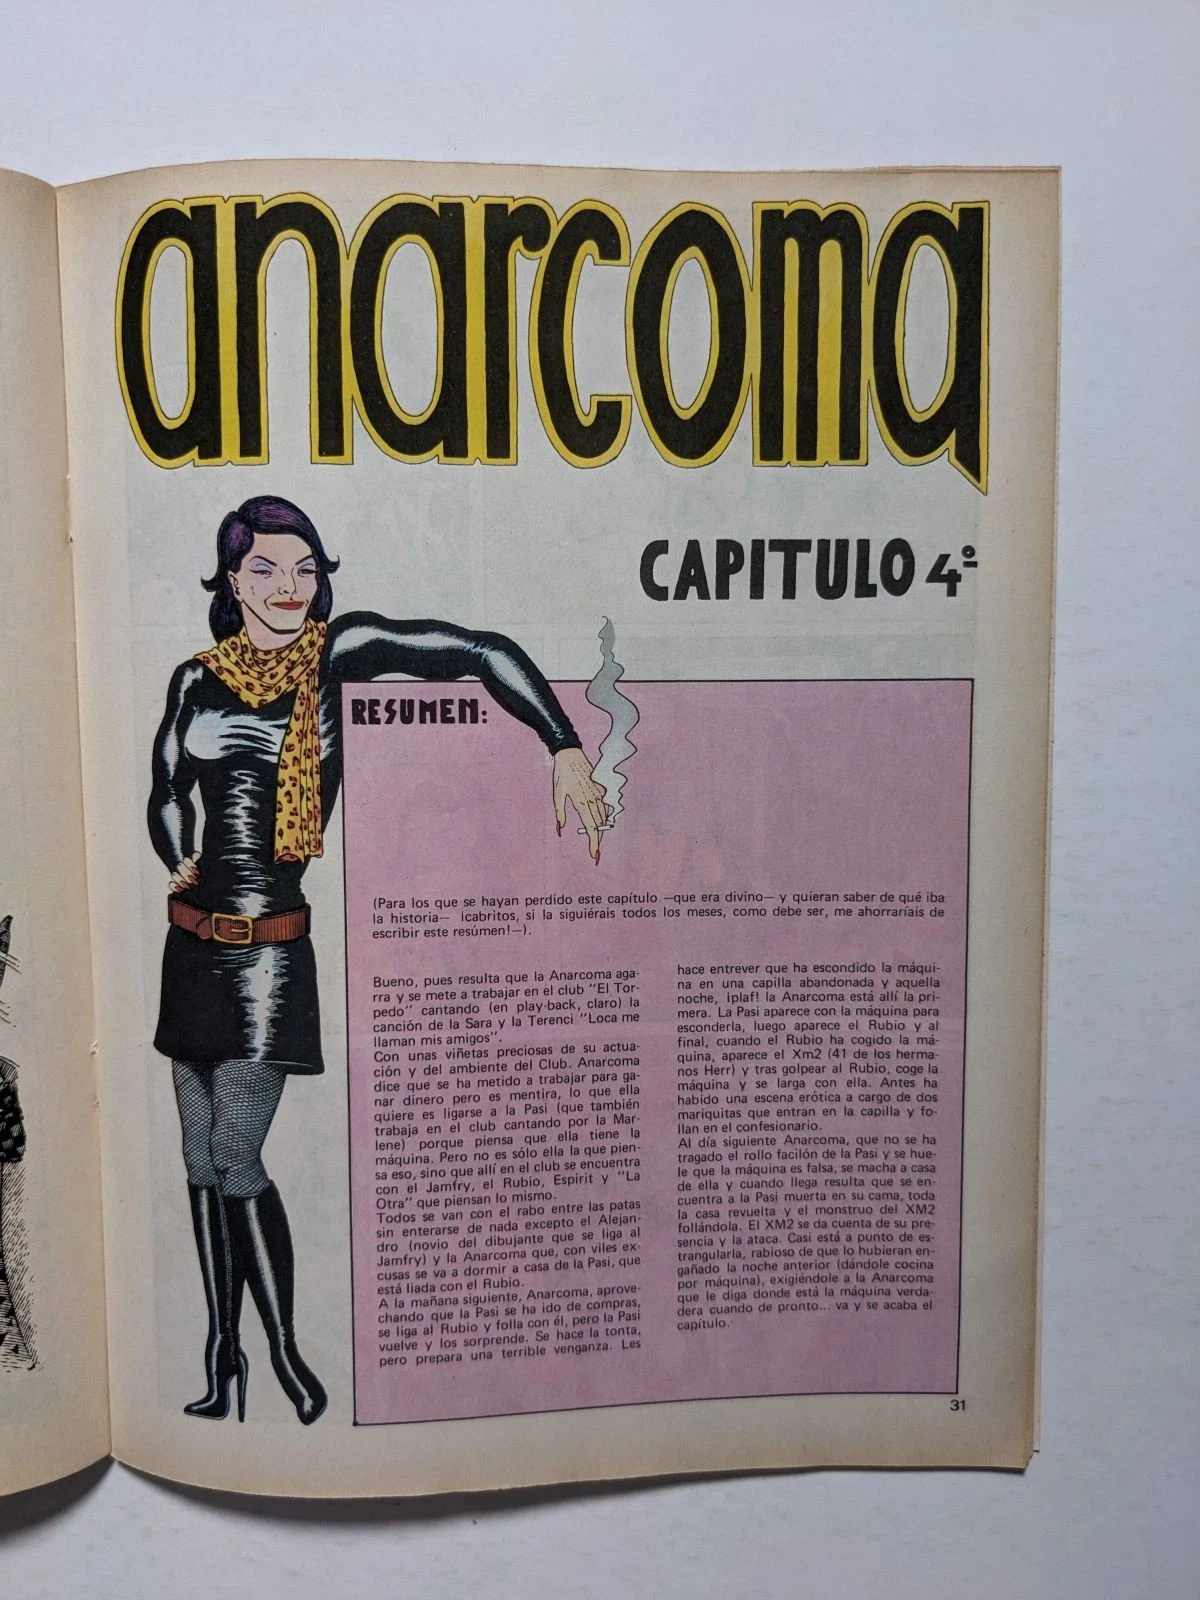 anarcoma
CAPITULO 4º
RESUMEN:
(Para los que se hayan perdido este capítulo —que era divino— y quieran saber de qué iba
la historia— ¡cabritos, si la siguiérais todos los meses, como debe ser, me ahorraríais de
escribir este resúmen!—).
Bueno, pues resulta que la Anarcoma aga-
rra y se mete a trabajar en el club "El Tor-
pedo" cantando (en play-back, claro) la
canción de la Sara y la Terenci "Loca me
llaman mis amigos".
Con unas viñetas preciosas de su actua-
ción y del ambiente del Club. Anarcoma
dice que se ha metido a trabajar para ga-
nar dinero pero es mentira, lo que ella
quiere es ligarse a la Pasi (que también
trabaja en el club cantando por la Mar-
lene) porque piensa que ella tiene la
máquina. Pero no es sólo ella la que pien-
sa eso, sino que allí en el club se encuentra
con el Jamfry, el Rubio, Espirit y "La
Otra" que piensan lo mismo.
Todos se van con el rabo entre las patas
sin enterarse de nada excepto el Alejan-
dro (novio del dibujante que se liga al
Jamfry) y la Anarcoma que, con viles ex-
cusas se va a dormir a casa de la Pasi, que
está liada con el Rubio.
A la mañana siguiente, Anarcoma, aprove-
chando que la Pasi se ha ido de compras,
se liga al Rubio y folla con él, pero la Pasi
vuelve y los sorprende. Se hace la tonta,
pero prepara una terrible venganza. Les
hace entrever que ha escondido la máqui-
na en una capilla abandonada y aquella
noche, ¡plaf! la Anarcoma está allí la pri-
mera. La Pasi aparece con la máquina para
esconderla, luego aparece el Rubio y al
final, cuando el Rubio ha cogido la má-
quina, aparece el Xm2 (41 de los herma-
nos Herr) y tras golpear al Rubio, coge la
máquina y se larga con ella. Antes ha
habido una escena erótica a cargo de dos
mariquitas que entran en la capilla y fo-
llan en el confesionario.
Al día siguiente Anarcoma, que no se ha
tragado el rollo facilón de la Pasi y se hue-
le que la máquina es falsa, se macha a casa
de ella y cuando llega resulta que se en-
cuentra a la Pasi muerta en su cama, toda
la casa revuelta y el monstruo del XM2
follándola. El XM2 se da cuenta de su pre-
sencia y la ataca. Casi está a punto de es-
trangularla, rabioso de que lo hubieran en-
gañado la noche anterior (dándole cocina
por máquina), exigiéndole a la Anarcoma
que le diga donde está la máquina verda-
dera cuando de pronto... va y se acaba el
capítulo.
31